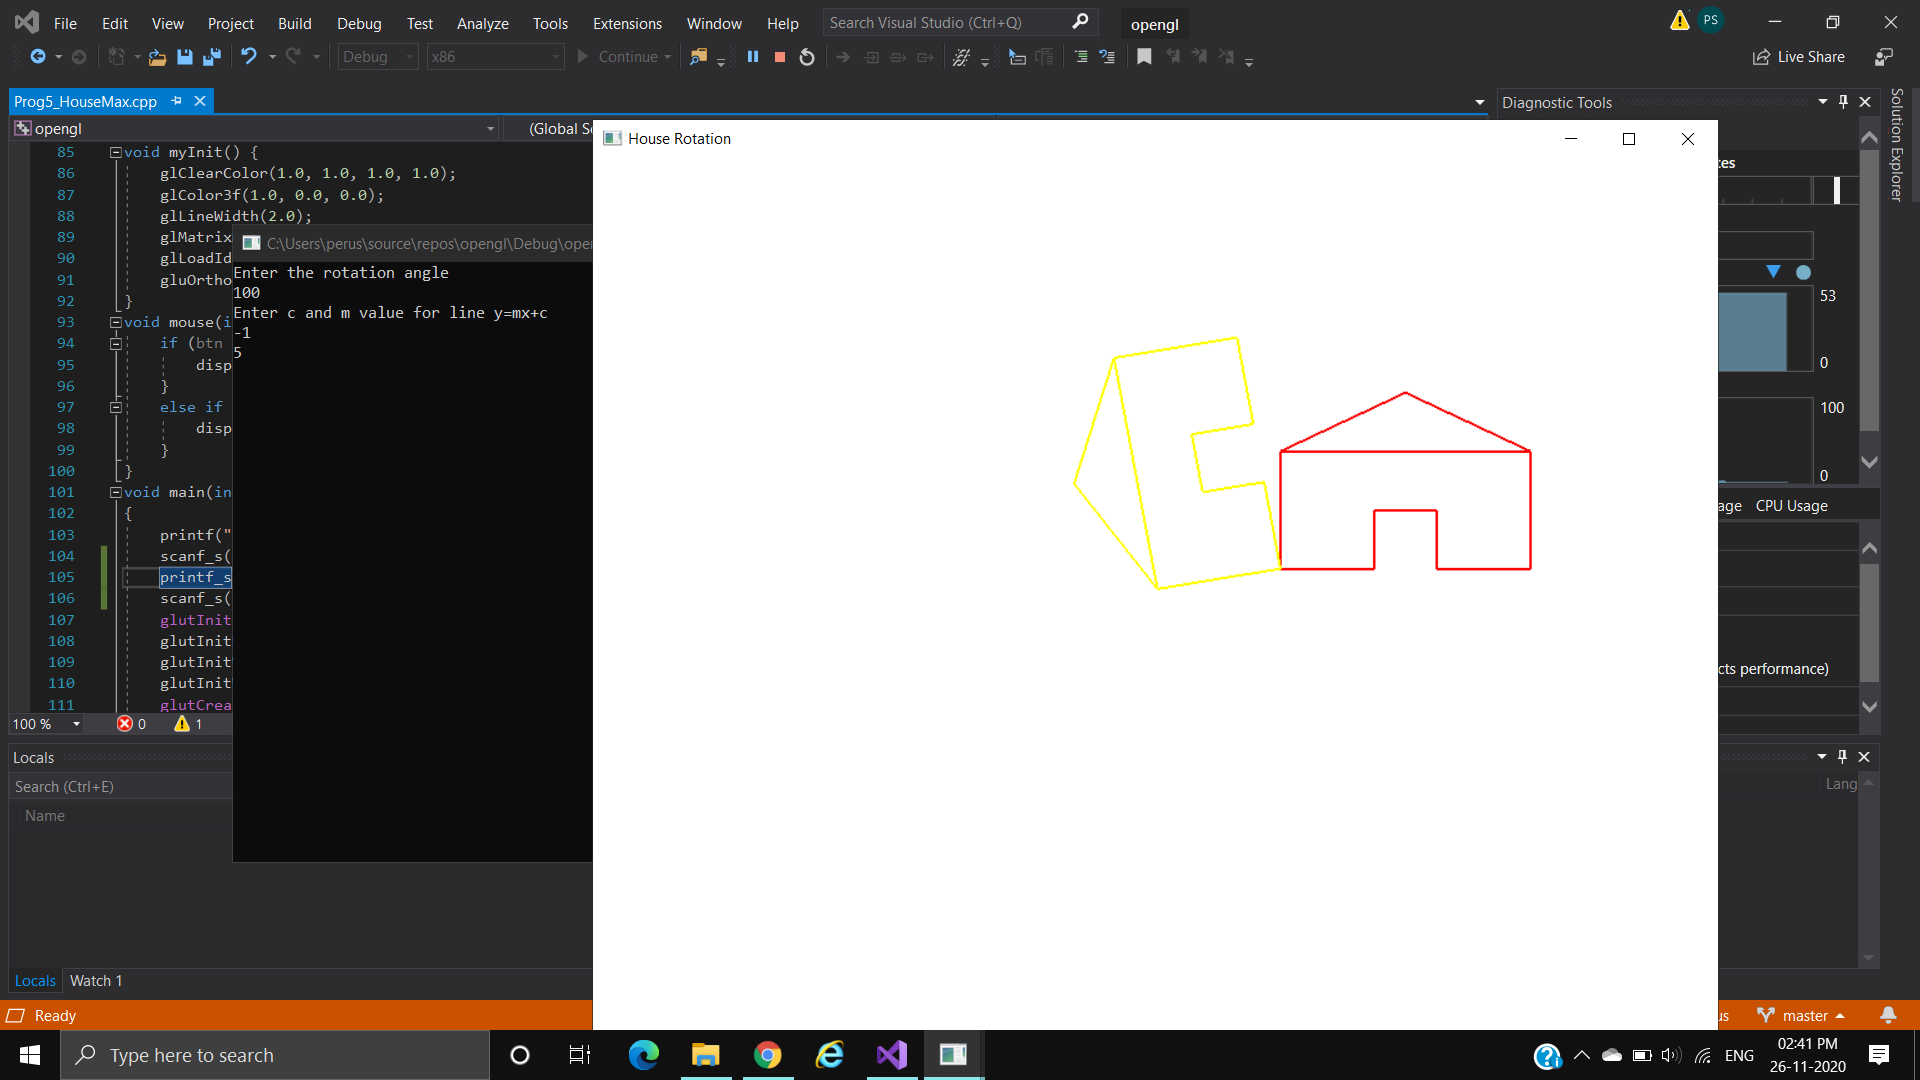 File Edit View Project Build Debug Test Analyze Tools Extensions Window Help Search Visual Studio (Ctrl+Q) opengl PS
Debug x86 Continue Live Share
Prog5_HouseMax.cpp
opengl (Global
Diagnostic Tools
Solution Explorer
House Rotation
85 void myInit() {
86 glClearColor(1.0, 1.0, 1.0, 1.0);
87 glColor3f(1.0, 0.0, 0.0);
88 glLineWidth(2.0);
89 glMatrix
90 glLoadId
91 gluOrtho
92 }
93 void mouse(i
94 if (btn
95 disp
96 }
97 else if
98 disp
99 }
100 }
101 void main(in
102 {
103 printf("
104 scanf_s(
105 printf_s
106 scanf_s(
107 glutInit
108 glutInit
109 glutInit
110 glutInit
111 glutCrea
C:\Users\perus\source\repos\opengl\Debug\oper
Enter the rotation angle
100
Enter c and m value for line y=mx+c
-1
5
tes
53
0
100
0
age CPU Usage
cts performance)
100 % 0 1
Locals
Search (Ctrl+E)
Name
Lang
Locals Watch 1
Ready
us master
Type here to search
ENG
02:41 PM
26-11-2020